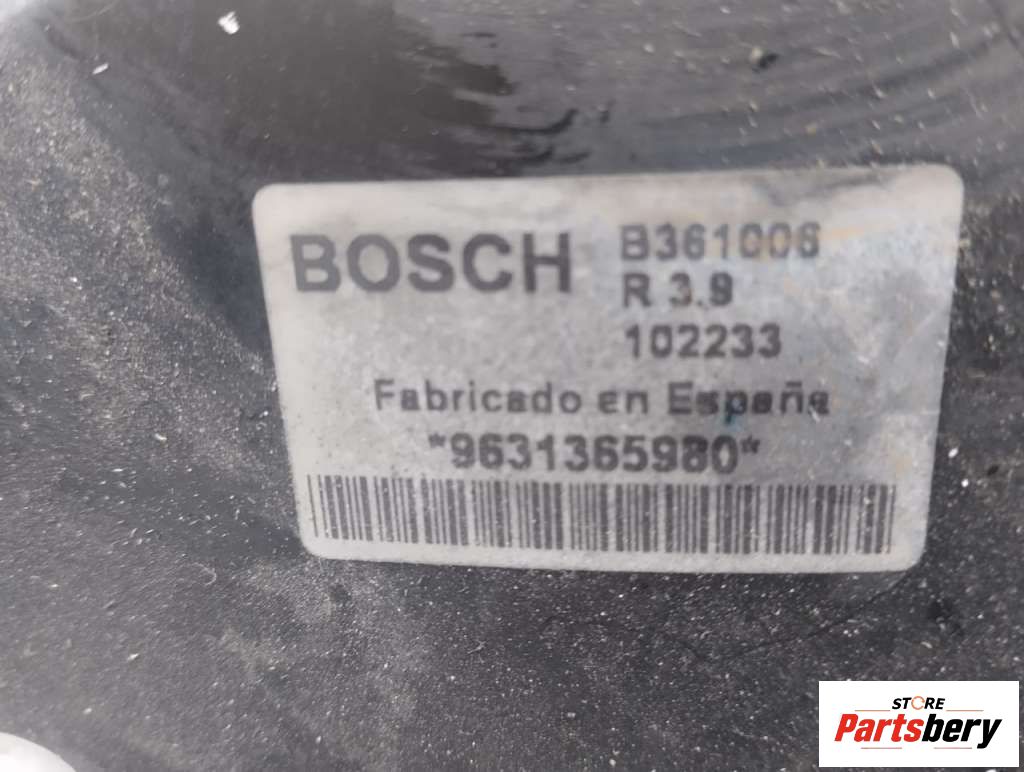 BOSCH B361006
R 3.9
102233
Fabricado en España
*9631365980*
STORE
Partsbery